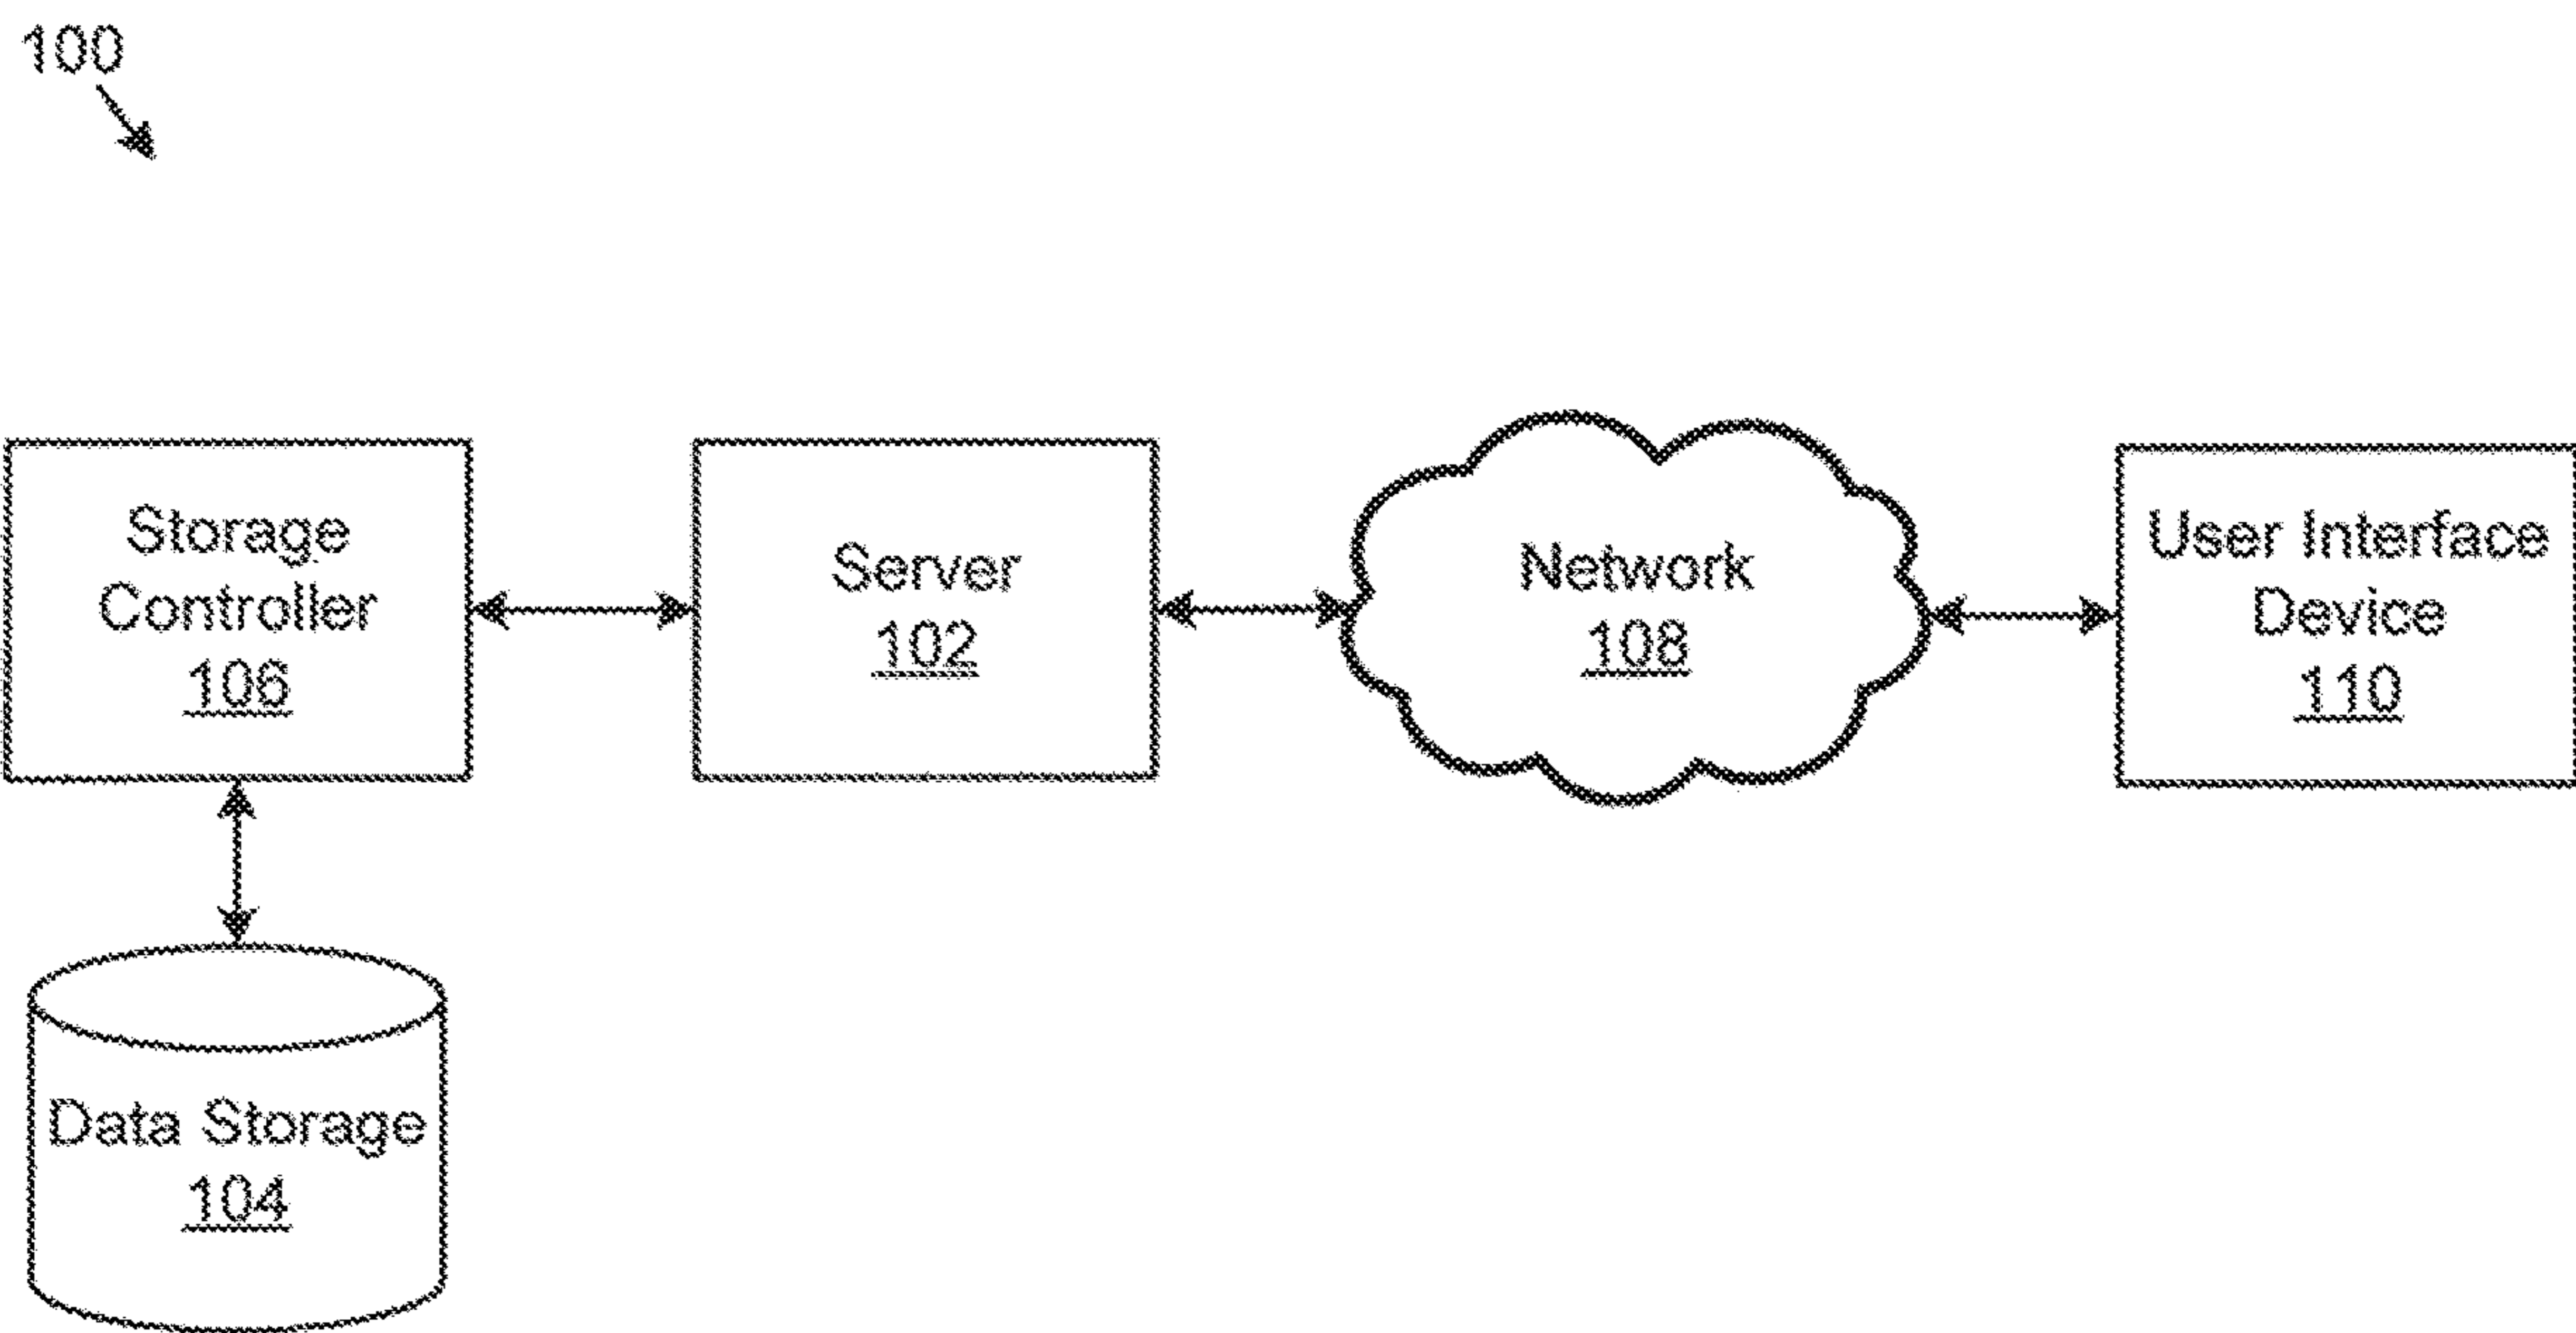 100
Storage
Controller
106
Server
102
Network
108
User Interface
Device
110
Data Storage
104